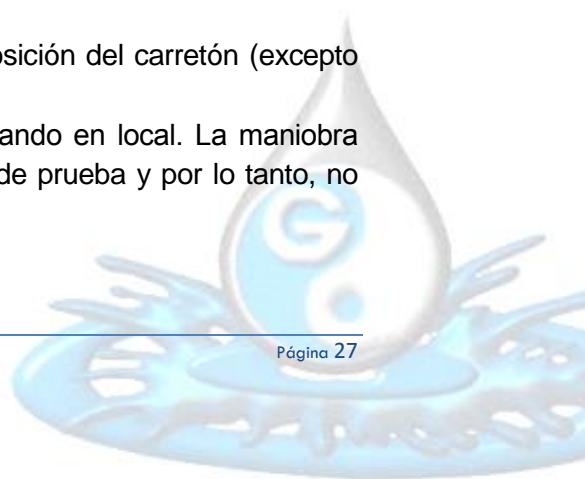 osición del carretón (excepto
ando en local. La maniobra
de prueba y por lo tanto, no
G
Página 27